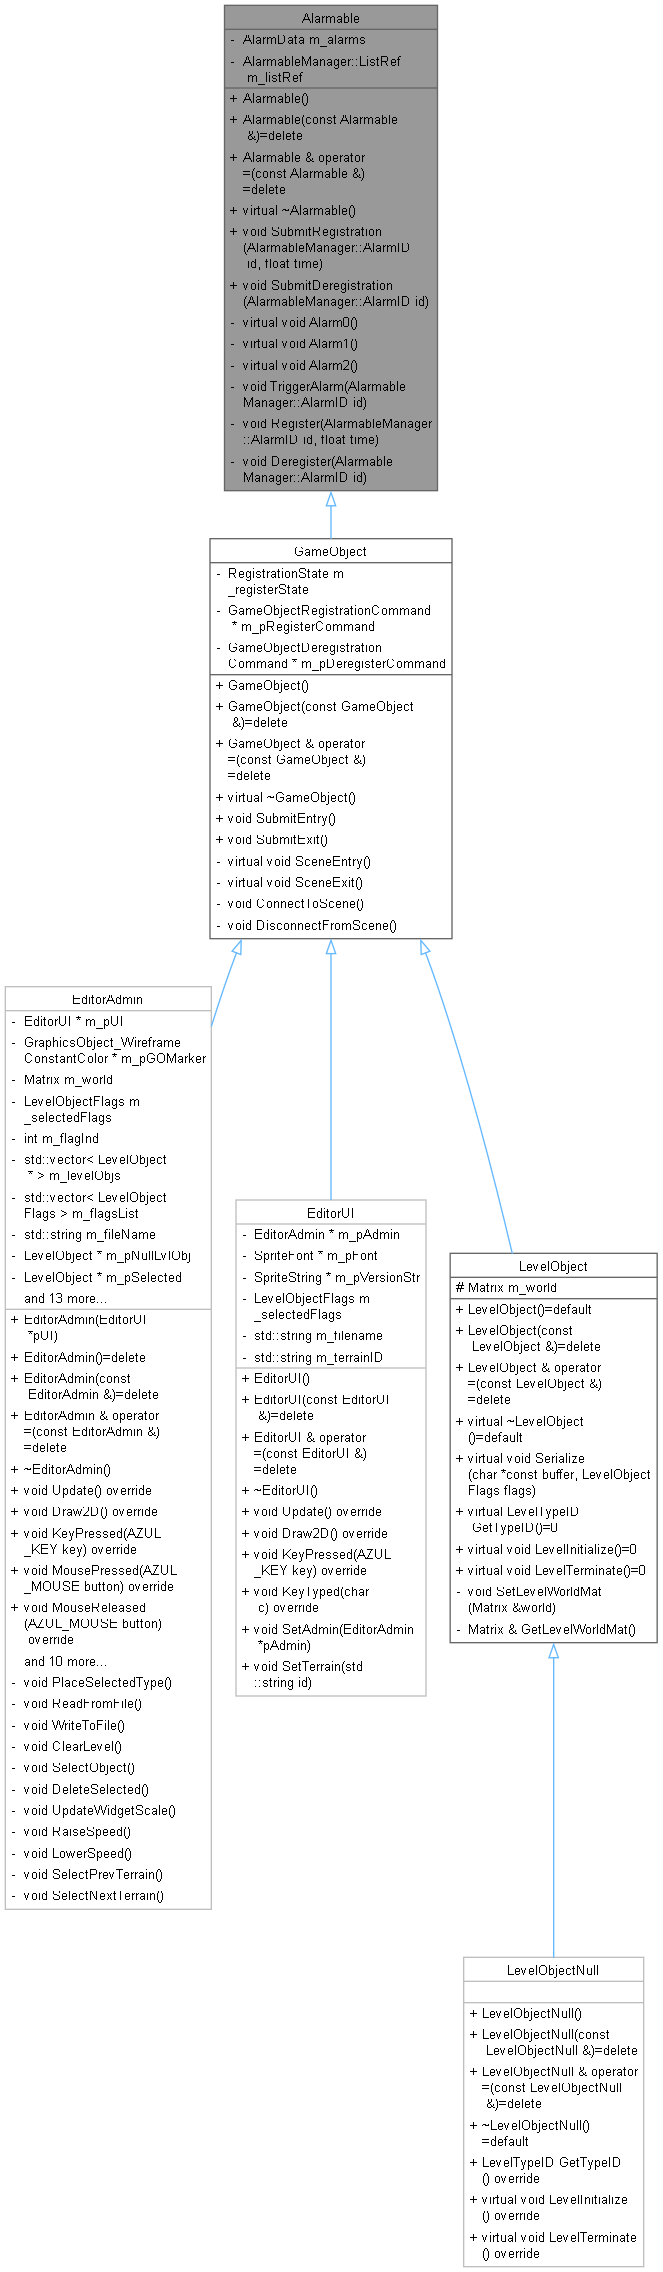 Alarmable
- AlarmData m_alarms
- AlarmableManager::ListRef
m_listRef
+ Alarmable()
+ Alarmable(const Alarmable
&)=delete
+ Alarmable & operator
=(const Alarmable &)
=delete
+ virtual ~Alarmable()
+ void SubmitRegistration
(AlarmableManager::AlarmID
id, float time)
+ void SubmitDeregistration
(AlarmableManager::AlarmID id)
- virtual void Alarm0()
- virtual void Alarm1()
- virtual void Alarm2()
- void TriggerAlarm(Alarmable
Manager::AlarmID id)
- void Register(AlarmableManager
::AlarmID id, float time)
- void Deregister(Alarmable
Manager::AlarmID id)
GameObject
- RegistrationState m
_registerState
- GameObjectRegistrationCommand
* m_pRegisterCommand
- GameObjectDeregistration
Command * m_pDeregisterCommand
+ GameObject()
+ GameObject(const GameObject
&)=delete
+ GameObject & operator
=(const GameObject &)
=delete
+ virtual ~GameObject()
+ void SubmitEntry()
+ void SubmitExit()
- virtual void SceneEntry()
- virtual void SceneExit()
- void ConnectToScene()
- void DisconnectFromScene()
EditorAdmin
- EditorUI * m_pUI
- GraphicsObject_Wireframe
ConstantColor * m_pGOMarker
- Matrix m_world
- LevelObjectFlags m
_selectedFlags
- int m_flagInd
- std::vector< LevelObject
* > m_levelObjs
- std::vector< LevelObject
Flags > m_flagsList
- std::string m_fileName
- LevelObject * m_pNullLvlObj
- LevelObject * m_pSelected
and 13 more...
+ EditorAdmin(EditorUI
*pUI)
+ EditorAdmin()=delete
+ EditorAdmin(const
EditorAdmin &)=delete
+ EditorAdmin & operator
=(const EditorAdmin &)
=delete
+ ~EditorAdmin()
+ void Update() override
+ void Draw2D() override
+ void KeyPressed(AZUL
_KEY key) override
+ void MousePressed(AZUL
_MOUSE button) override
+ void MouseReleased
(AZUL_MOUSE button)
override
and 10 more...
- void PlaceSelectedType()
- void ReadFromFile()
- void WriteToFile()
- void ClearLevel()
- void SelectObject()
- void DeleteSelected()
- void UpdateWidgetScale()
- void RaiseSpeed()
- void LowerSpeed()
- void SelectPrevTerrain()
- void SelectNextTerrain()
EditorUI
- EditorAdmin * m_pAdmin
- SpriteFont * m_pFont
- SpriteString * m_pVersionStr
- LevelObjectFlags m
_selectedFlags
- std::string m_filename
- std::string m_terrainID
+ EditorUI()
+ EditorUI(const EditorUI
&)=delete
+ EditorUI & operator
=(const EditorUI &)
=delete
+ ~EditorUI()
+ void Update() override
+ void Draw2D() override
+ void KeyPressed(AZUL
_KEY key) override
+ void KeyTyped(char
c) override
+ void SetAdmin(EditorAdmin
*pAdmin)
+ void SetTerrain(std
::string id)
LevelObject
# Matrix m_world
+ LevelObject()=default
+ LevelObject(const
LevelObject &)=delete
+ LevelObject & operator
=(const LevelObject &)
=delete
+ virtual ~LevelObject
()=default
+ virtual void Serialize
(char *const buffer, LevelObject
Flags flags)
+ virtual LevelTypeID
GetTypeID()=0
+ virtual void LevelInitialize()=0
+ virtual void LevelTerminate()=0
- void SetLevelWorldMat
(Matrix &world)
- Matrix & GetLevelWorldMat()
LevelObjectNull
+ LevelObjectNull()
+ LevelObjectNull(const
LevelObjectNull &)=delete
+ LevelObjectNull & operator
=(const LevelObjectNull
&)=delete
+ ~LevelObjectNull()
=default
+ LevelTypeID GetTypeID
() override
+ virtual void LevelInitialize
() override
+ virtual void LevelTerminate
() override